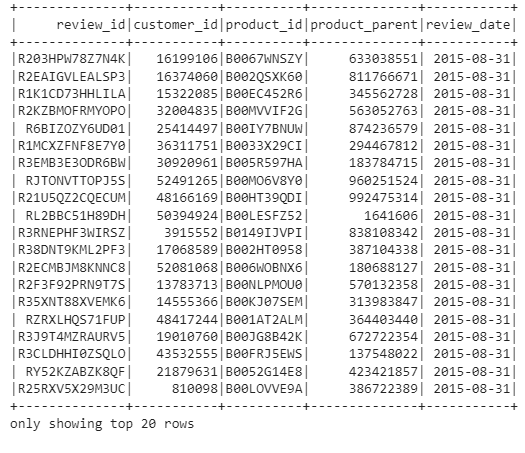 +--------------+-----------+----------+--------------+-----------+
|     review_id|customer_id|product_id|product_parent|review_date|
+--------------+-----------+----------+--------------+-----------+
|R203HPW78Z7N4K|   16199106|B0067WNSZY|     633038551| 2015-08-31|
|R2EAIGVLEALSP3|   16374060|B002QSXK60|     811766671| 2015-08-31|
|R1K1CD73HHLILA|   15322085|B00EC452R6|     345562728| 2015-08-31|
|R2KZBMOFRMYOPO|   32004835|B00MVVIF2G|     563052763| 2015-08-31|
| R6BIZOZY6UD01|   25414497|B00IY7BNUW|     874236579| 2015-08-31|
|R1MCXZFNF8E7Y0|   36311751|B0033X29CI|     294467812| 2015-08-31|
|R3EMB3E3ODR6BW|   30920961|B005R597HA|     183784715| 2015-08-31|
| RJTONVTTOPJ5S|   52491265|B00MO6V8Y0|     960251524| 2015-08-31|
|R21U5QZ2CQECUM|   48166169|B00HT39QDI|     992475314| 2015-08-31|
| RL2BBC51H89DH|   50394924|B00LESFZ52|       1641606| 2015-08-31|
|R3RNEPHF3WIRSZ|    3915552|B0149IJVPI|     838108342| 2015-08-31|
|R38DNT9KML2PF3|   17068589|B002HT0958|     387104338| 2015-08-31|
|R2ECMBJM8KNNC8|   52081068|B006WOBNX6|     180688127| 2015-08-31|
|R2F3F92PRN9T7S|   13783713|B00NLPMOU0|     570132358| 2015-08-31|
|R35XNT88XVEMK6|   14555366|B00KJ07SEM|     313983847| 2015-08-31|
| RZRXLHQS71FUP|   48417244|B001AT2ALM|     364403440| 2015-08-31|
|R3J9T4MZRAURV5|   19010760|B00JG8B42K|     672722354| 2015-08-31|
|R3CLDHHI0ZSQLO|   43532555|B00FRJ5EWS|     137548022| 2015-08-31|
| RY52KZABZK8QF|   21879631|B0052G14E8|     423421857| 2015-08-31|
|R25RXV5X29M3UC|     810098|B00LOVVE9A|     386722389| 2015-08-31|
+--------------+-----------+----------+--------------+-----------+
only showing top 20 rows